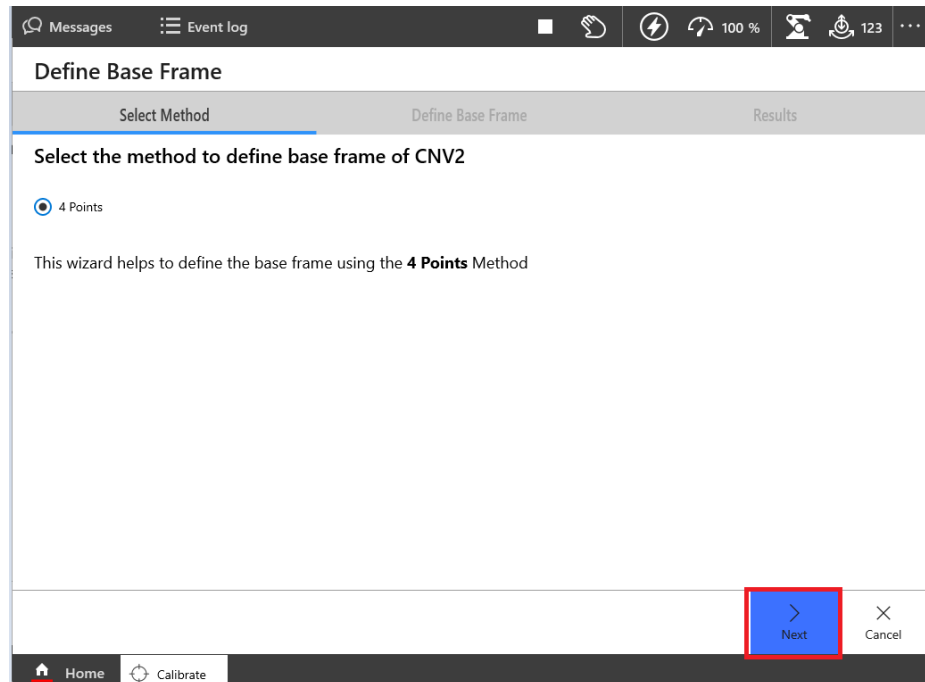 Messages Event log 100 % 123 ...
Define Base Frame
Select Method Define Base Frame Results
Select the method to define base frame of CNV2
4 Points
This wizard helps to define the base frame using the 4 Points Method
Next Cancel
Home Calibrate